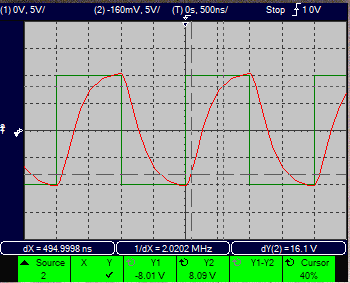 (1) 0V, 5V/ (2) -160mV, 5V/ (T) 0s, 500ns/ Stop 1 0V
dX = 494.9998 ns 1/dX = 2.0202 MHz dY(2) = 16.1 V
Source X Y Y1 Y2 Y1-Y2 Cursor
2 -8.01 V 8.09 V 40%